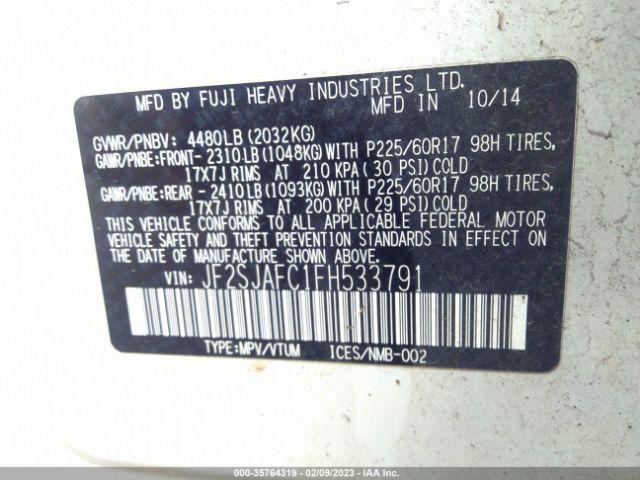 MFD BY FUJI HEAVY INDUSTRIES LTD.
MFD IN 10/14
GVWR/PNBV: 4480LB (2032KG)
GAWR/PNBE:FRONT- 2310LB(1048KG)WITH P225/60R17 98H TIRES,
17X7J RIMS AT 210 KPA( 30 PSI)COLD
GAWR/PNBE:REAR - 2410LB(1093KG)WITH P225/60R17 98H TIRES,
17X7J RIMS AT 200 KPA( 29 PSI)COLD
THIS VEHICLE CONFORMS TO ALL APPLICABLE FEDERAL MOTOR
VEHICLE SAFETY AND THEFT PREVENTION STANDARDS IN EFFECT
ON THE DATE OF MANUFACTURE SHOWN ABOVE.
VIN: JF2SJAFC1FH533791
TYPE:MPV/VTUM ICES/NMB-002
000-35764319 - 02/09/2023 - IAA Inc.